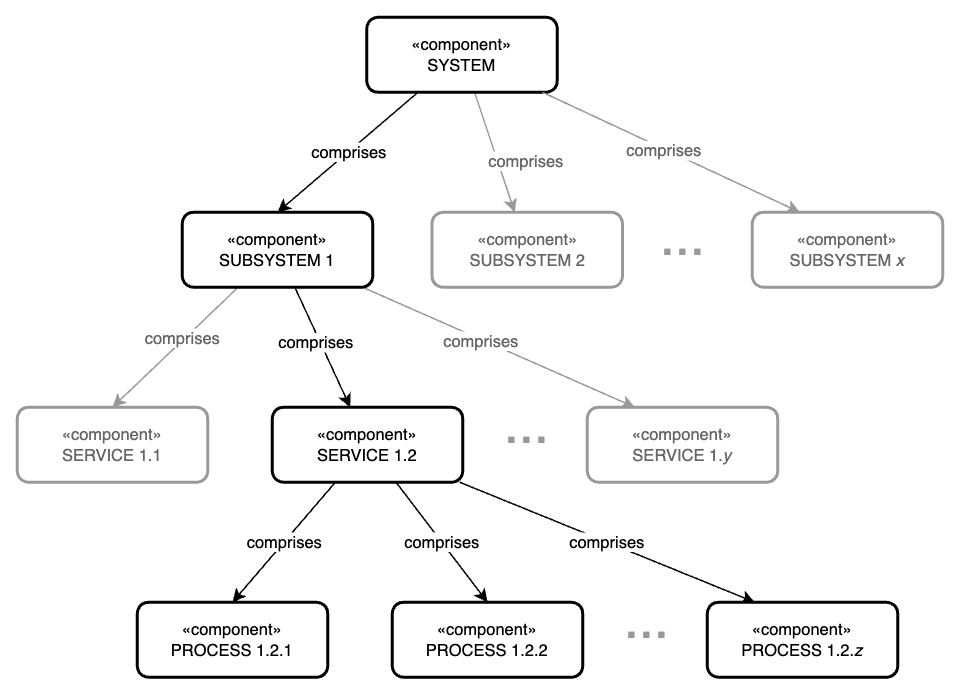 «component»
SYSTEM
comprises
comprises
comprises
«component»
SUBSYSTEM 1
«component»
SUBSYSTEM 2
...
«component»
SUBSYSTEM x
comprises
comprises
comprises
«component»
SERVICE 1.1
«component»
SERVICE 1.2
...
«component»
SERVICE 1.y
comprises
comprises
comprises
«component»
PROCESS 1.2.1
«component»
PROCESS 1.2.2
...
«component»
PROCESS 1.2.z